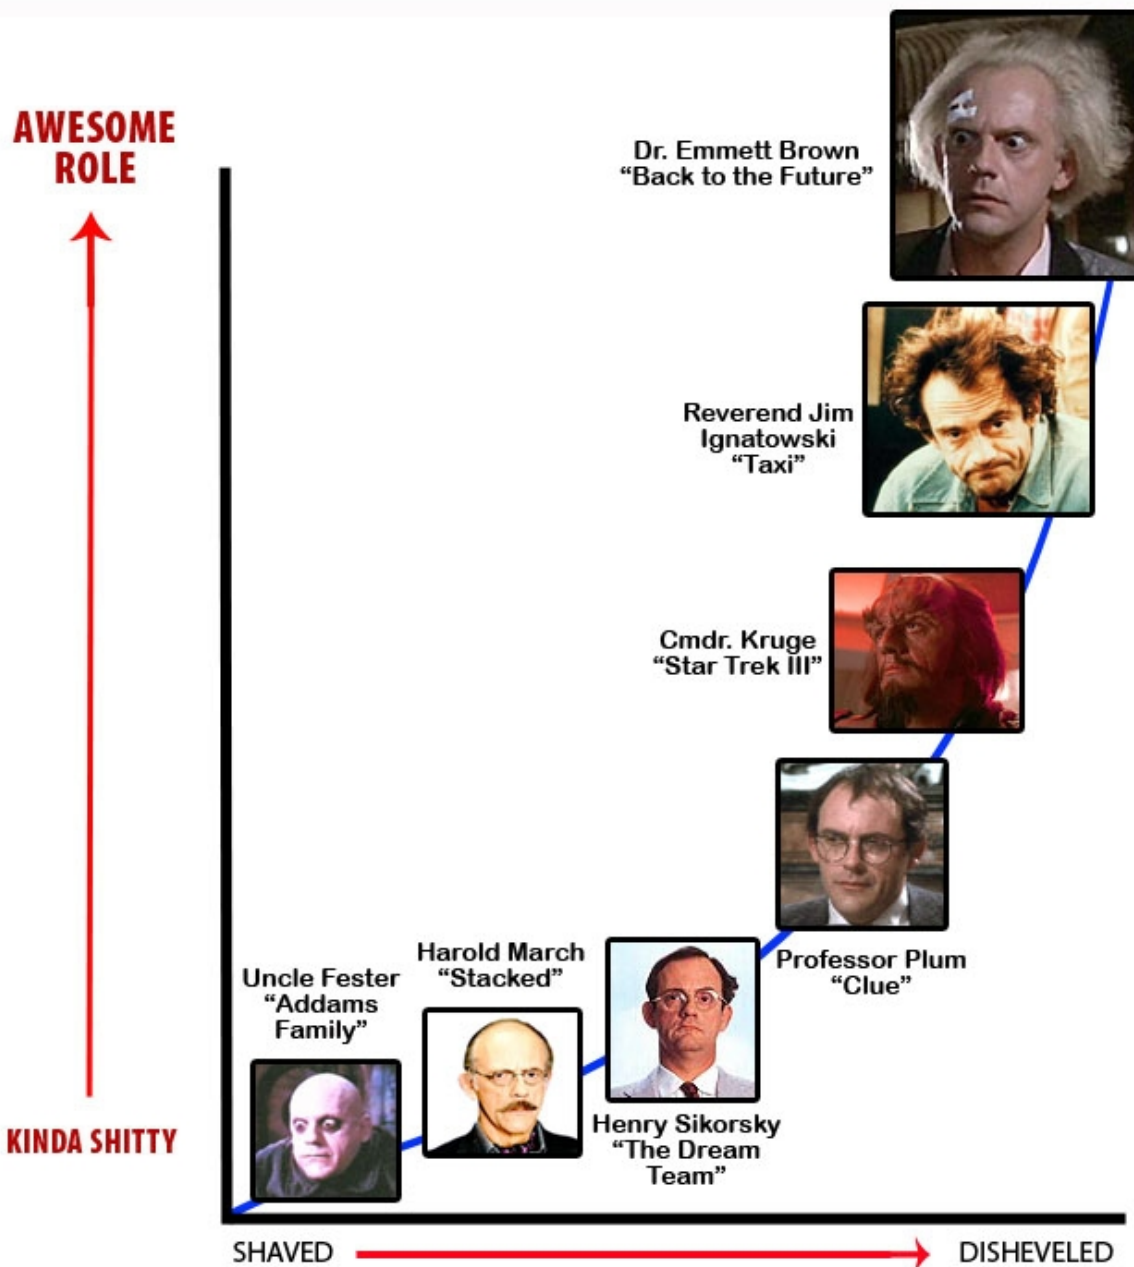 AWESOME
ROLE
Dr. Emmett Brown
“Back to the Future”
Reverend Jim
Ignatowski
“Taxi”
Cmdr. Kruge
“Star Trek III”
Professor Plum
“Clue”
Harold March
“Stacked”
Uncle Fester
“Addams
Family”
Henry Sikorsky
“The Dream
Team”
KINDA SHITTY
SHAVED
DISHEVELED